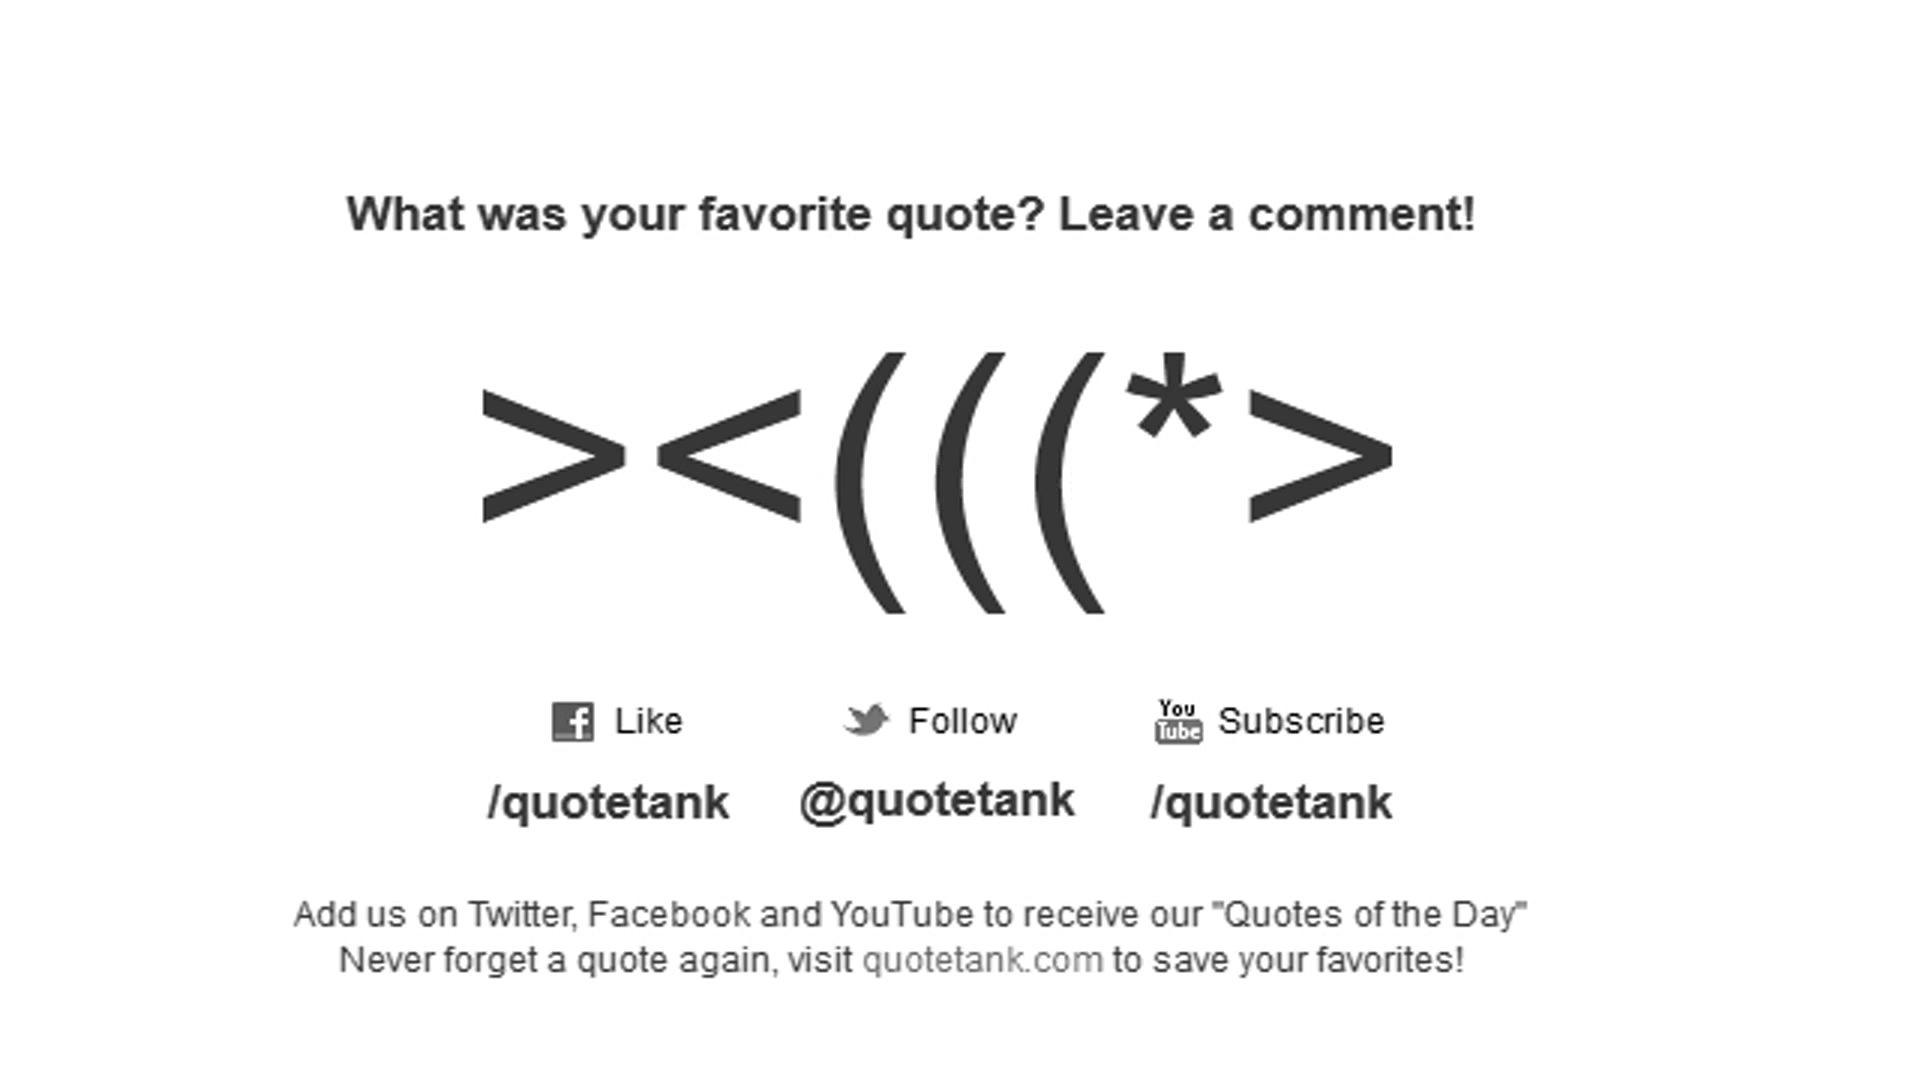 What was your favorite quote? Leave a comment!
><(((*>
f Like Follow You Tube Subscribe
/quotetank @quotetank /quotetank
Add us on Twitter, Facebook and YouTube to receive our "Quotes of the Day"
Never forget a quote again, visit quotetank.com to save your favorites!